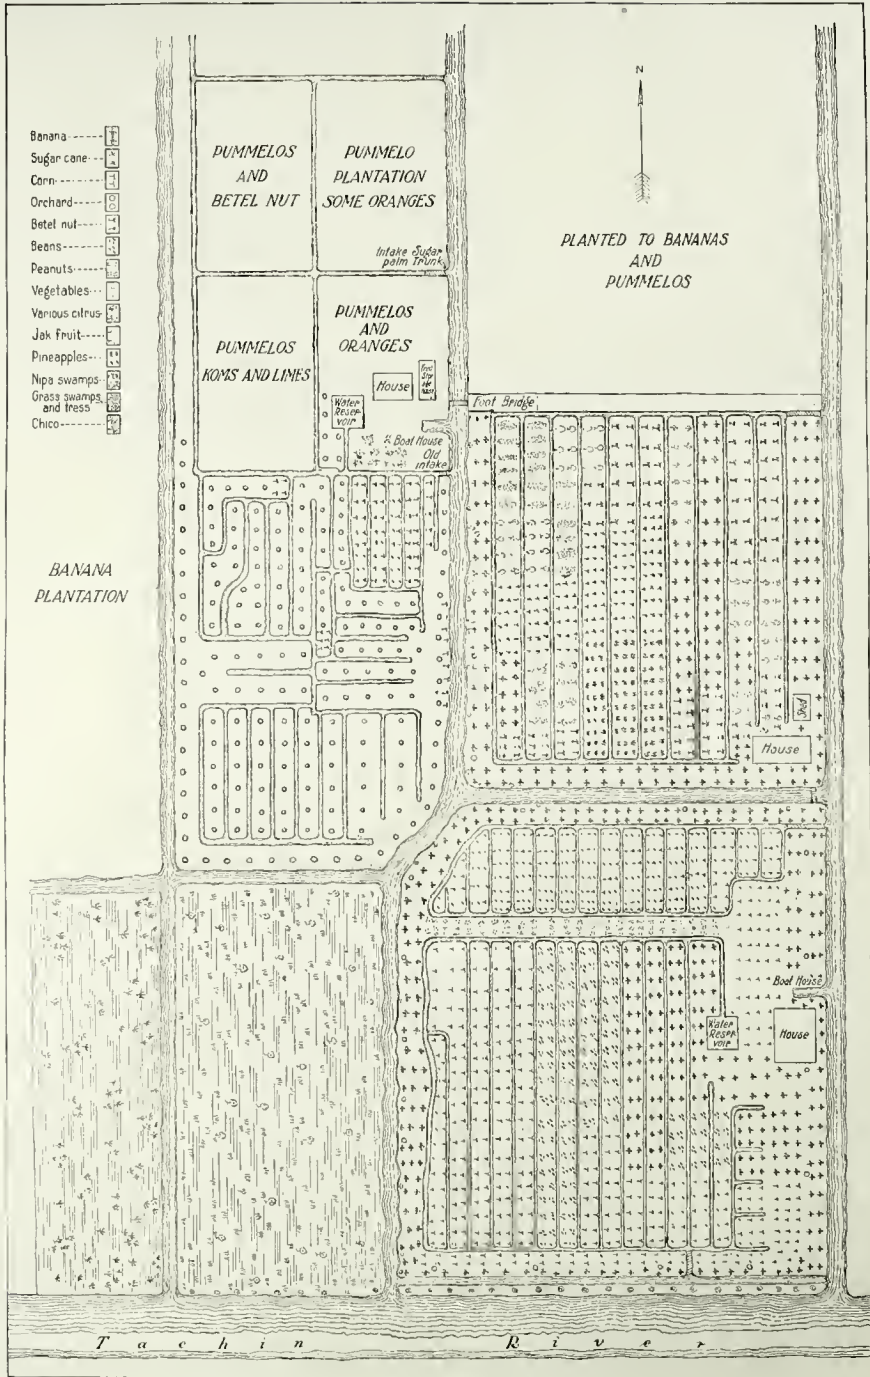 N
Banana
Sugar cane
Corn
Orchard
Betel nut
Beans
Peanuts
Vegetables
Various citrus
Jak fruit
Pineapples
Nipa swamps
Grass swamps
and tress
Chico
PUMMELOS
AND
BETEL NUT
PUMMELO
PLANTATION
SOME ORANGES
Intake Sugar
palm Trunk
PLANTED TO BANANAS
AND
PUMMELOS
PUMMELOS
KOMS AND LIMES
PUMMELOS
AND
ORANGES
House
Water
Reser-
voir
Boat House
Old
intake
Foot Bridge
BANANA
PLANTATION
Shed
House
Boat House
Water
Reser-
voir
House
Tachin River